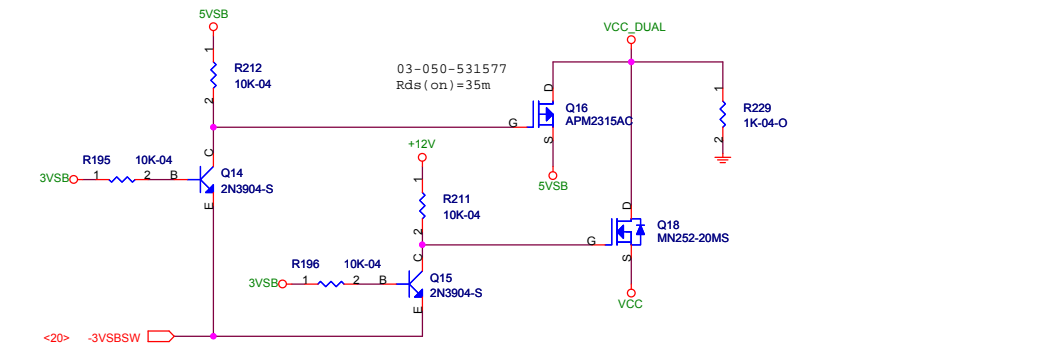 5VSB
VCC_DUAL
1
R212
10K-04
2
03-050-531577
Rds(on)=35m
D
Q16
APM2315AC
G
S
5VSB
1
R229
1K-04-O
2
+12V
C
R195
10K-04
3VSB
1
2
B
Q14
2N3904-S
E
1
R211
10K-04
2
D
Q18
MN252-20MS
G
S
VCC
C
R196
10K-04
3VSB
1
2
B
Q15
2N3904-S
E
<20>
-3VSBSW